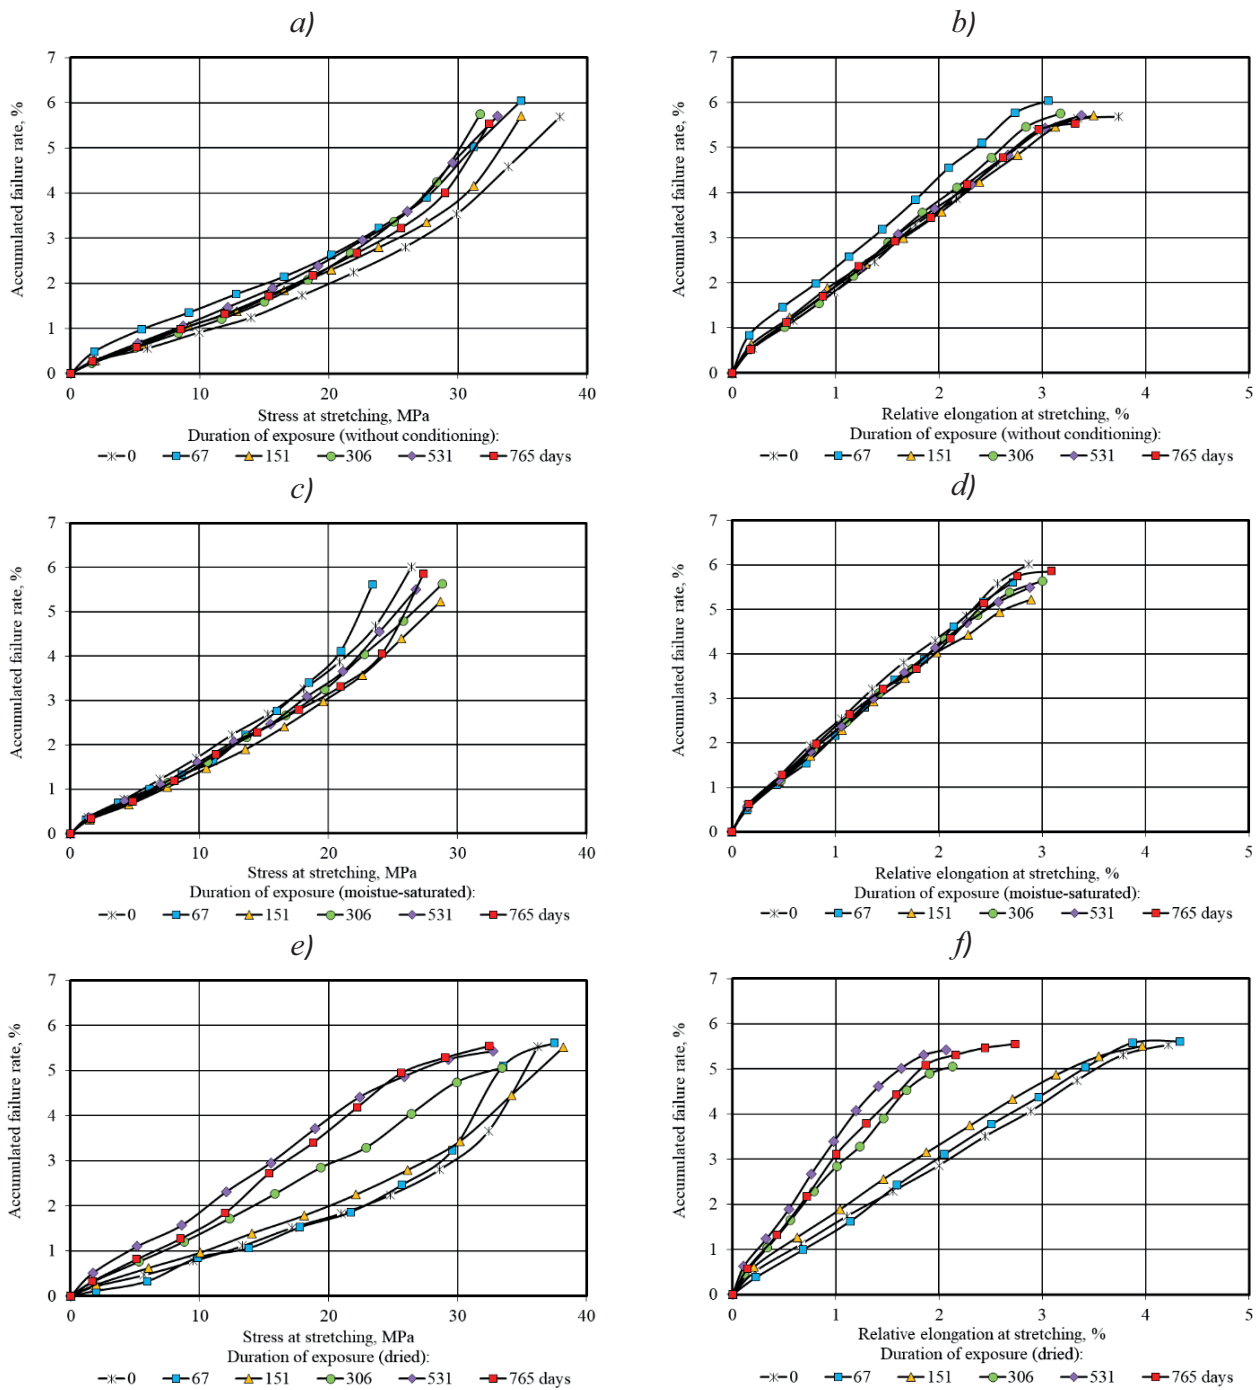 a)
7
6
5
4
3
2
1
0
Accumulated failure rate, %
0 10 20 30 40
Stress at stretching, MPa
Duration of exposure (without conditioning):
0 67 151 306 531 765 days
b)
7
6
5
4
3
2
1
0
Accumulated failure rate, %
0 1 2 3 4 5
Relative elongation at stretching, %
Duration of exposure (without conditioning):
0 67 151 306 531 765 days
c)
7
6
5
4
3
2
1
0
Accumulated failure rate, %
0 10 20 30 40
Stress at stretching, MPa
Duration of exposure (moistue-saturated):
0 67 151 306 531 765 days
d)
7
6
5
4
3
2
1
0
Accumulated failure rate, %
0 1 2 3 4 5
Relative elongation at stretching, %
Duration of exposure (moistue-saturated):
0 67 151 306 531 765 days
e)
7
6
5
4
3
2
1
0
Accumulated failure rate, %
0 10 20 30 40
Stress at stretching, MPa
Duration of exposure (dried):
0 67 151 306 531 765 days
f)
7
6
5
4
3
2
1
0
Accumulated failure rate, %
0 1 2 3 4 5
Relative elongation at stretching, %
Duration of exposure (dried):
0 67 151 306 531 765 days